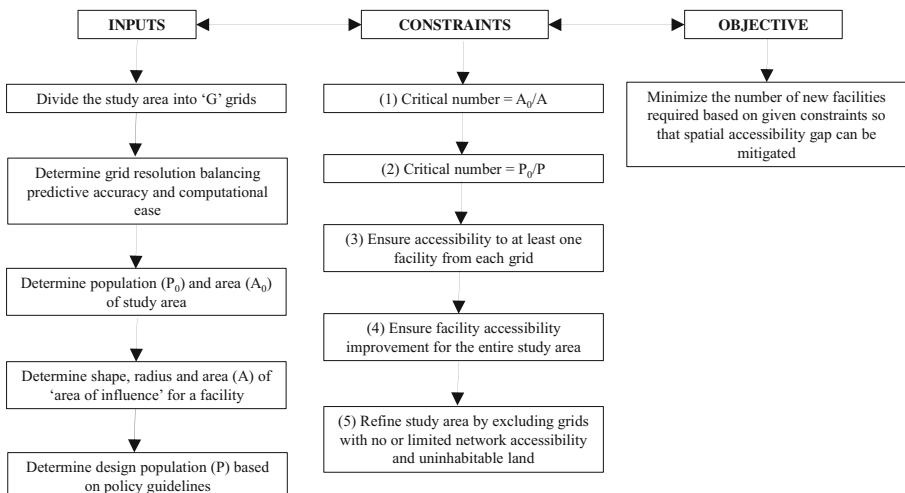 INPUTS
CONSTRAINTS
OBJECTIVE
Divide the study area into ‘G’ grids
Determine grid resolution balancing
predictive accuracy and computational
ease
Determine population (P₀) and area (A₀)
of study area
Determine shape, radius and area (A) of
‘area of influence’ for a facility
Determine design population (P) based
on policy guidelines
(1) Critical number = A₀/A
(2) Critical number = P₀/P
(3) Ensure accessibility to at least one
facility from each grid
(4) Ensure facility accessibility
improvement for the entire study area
(5) Refine study area by excluding grids
with no or limited network accessibility
and uninhabitable land
Minimize the number of new facilities
required based on given constraints so
that spatial accessibility gap can be
mitigated